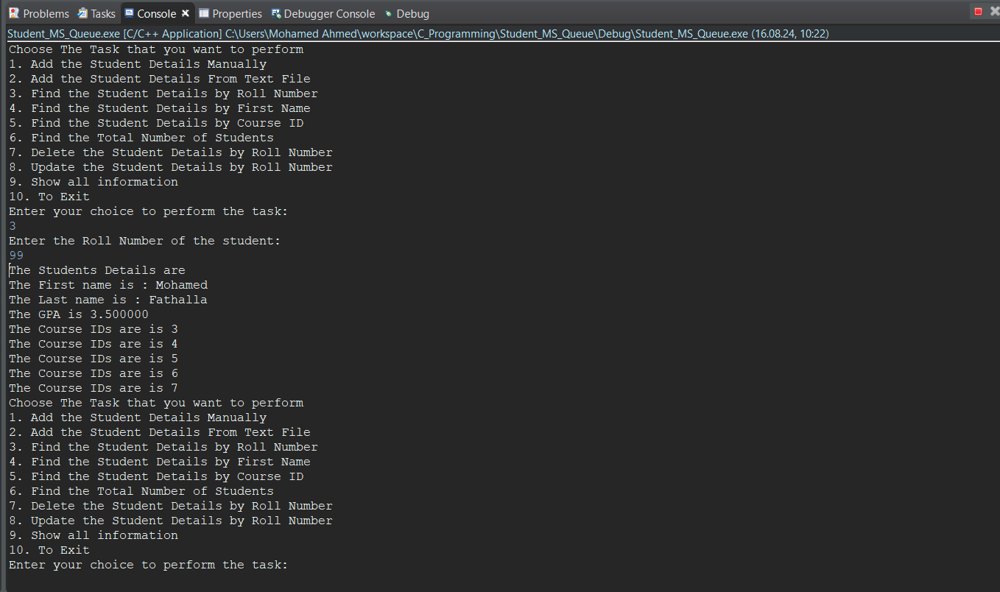 Problems Tasks Console Properties Debugger Console Debug
Student_MS_Queue.exe [C/C++ Application] C:\Users\Mohamed Ahmed\workspace\C_Programming\Student_MS_Queue\Debug\Student_MS_Queue.exe (16.08.24, 10:22)
Choose The Task that you want to perform
1. Add the Student Details Manually
2. Add the Student Details From Text File
3. Find the Student Details by Roll Number
4. Find the Student Details by First Name
5. Find the Student Details by Course ID
6. Find the Total Number of Students
7. Delete the Student Details by Roll Number
8. Update the Student Details by Roll Number
9. Show all information
10. To Exit
Enter your choice to perform the task:
3
Enter the Roll Number of the student:
99
The Students Details are
The First name is : Mohamed
The Last name is : Fathalla
The GPA is 3.500000
The Course IDs are is 3
The Course IDs are is 4
The Course IDs are is 5
The Course IDs are is 6
The Course IDs are is 7
Choose The Task that you want to perform
1. Add the Student Details Manually
2. Add the Student Details From Text File
3. Find the Student Details by Roll Number
4. Find the Student Details by First Name
5. Find the Student Details by Course ID
6. Find the Total Number of Students
7. Delete the Student Details by Roll Number
8. Update the Student Details by Roll Number
9. Show all information
10. To Exit
Enter your choice to perform the task: